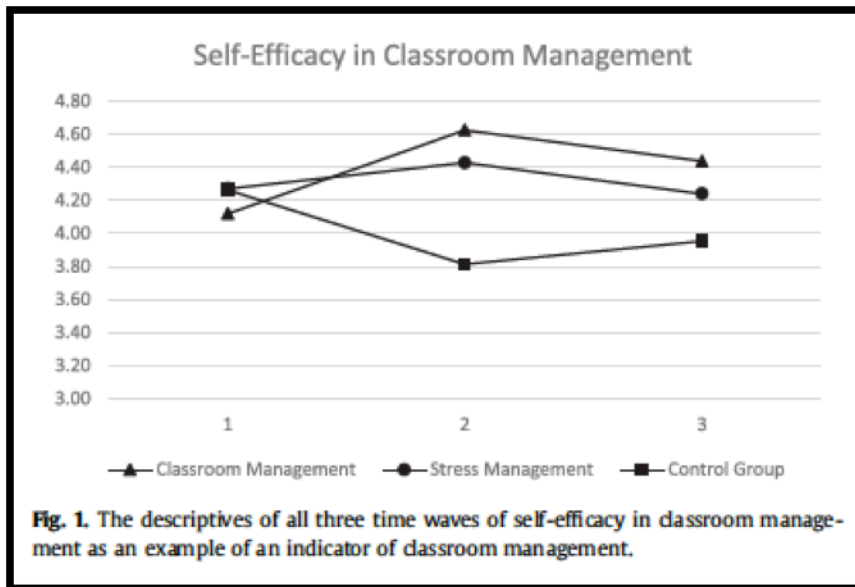 Self-Efficacy in Classroom Management
4.80
4.60
4.40
4.20
4.00
3.80
3.60
3.40
3.20
3.00
1 2 3
Classroom Management Stress Management Control Group
Fig. 1. The descriptives of all three time waves of self-efficacy in classroom manage-
ment as an example of an indicator of classroom management.